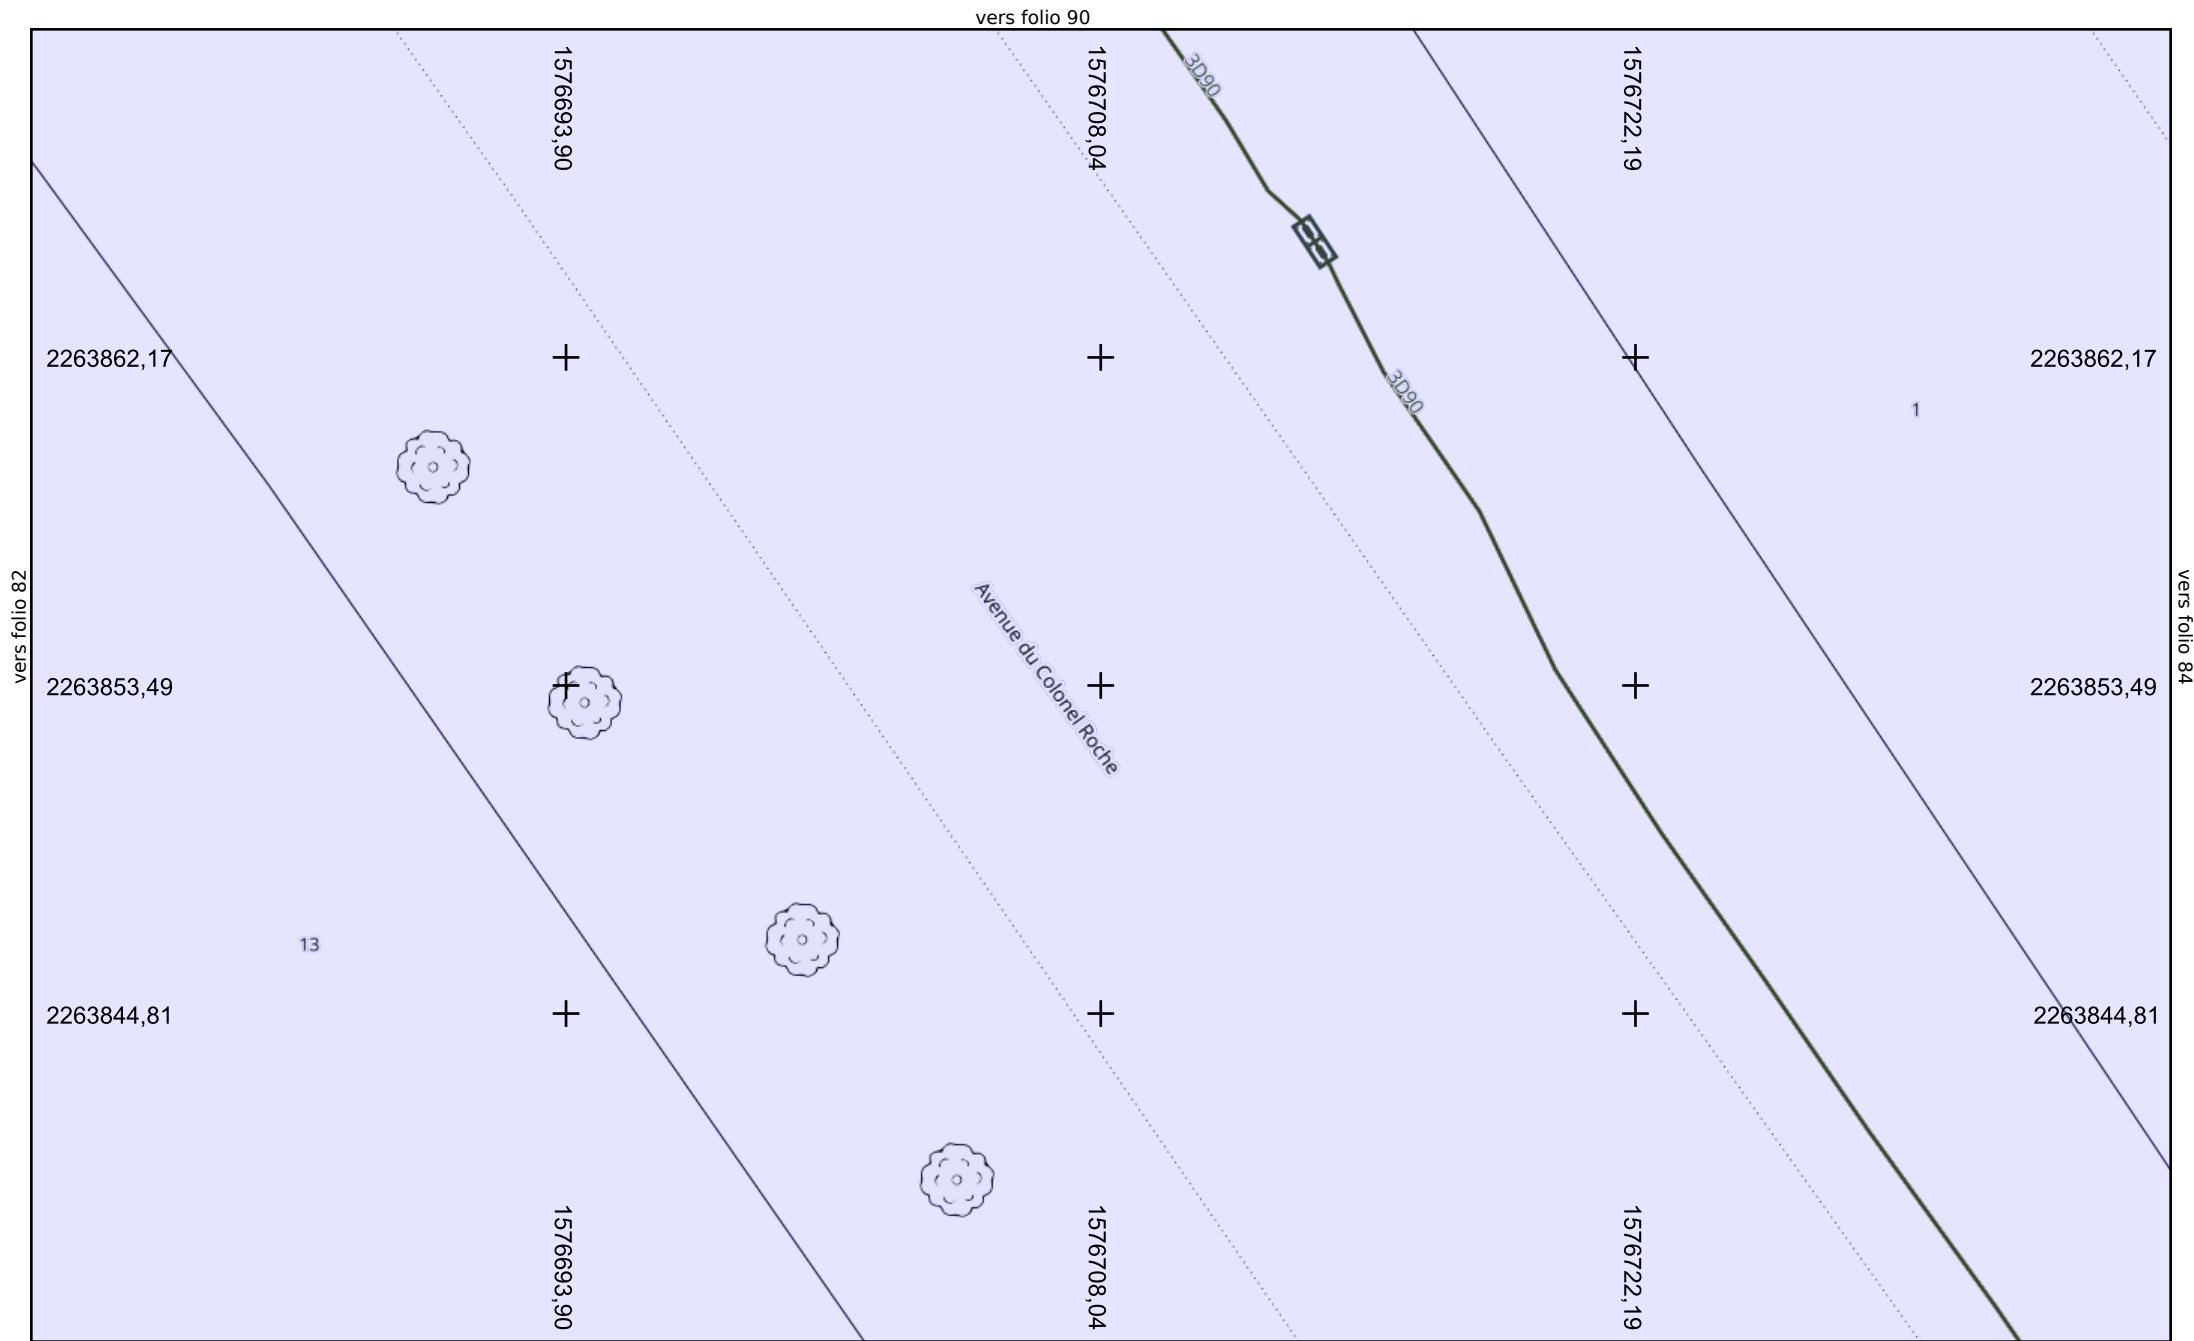 vers folio 90
1576693,90
1576708,04
1576722,19
3D90
2263862,17
2263862,17
3D90
1
vers folio 82
Avenue du Colonel Roche
vers folio 84
2263853,49
2263853,49
13
2263844,81
2263844,81
1576693,90
1576708,04
1576722,19